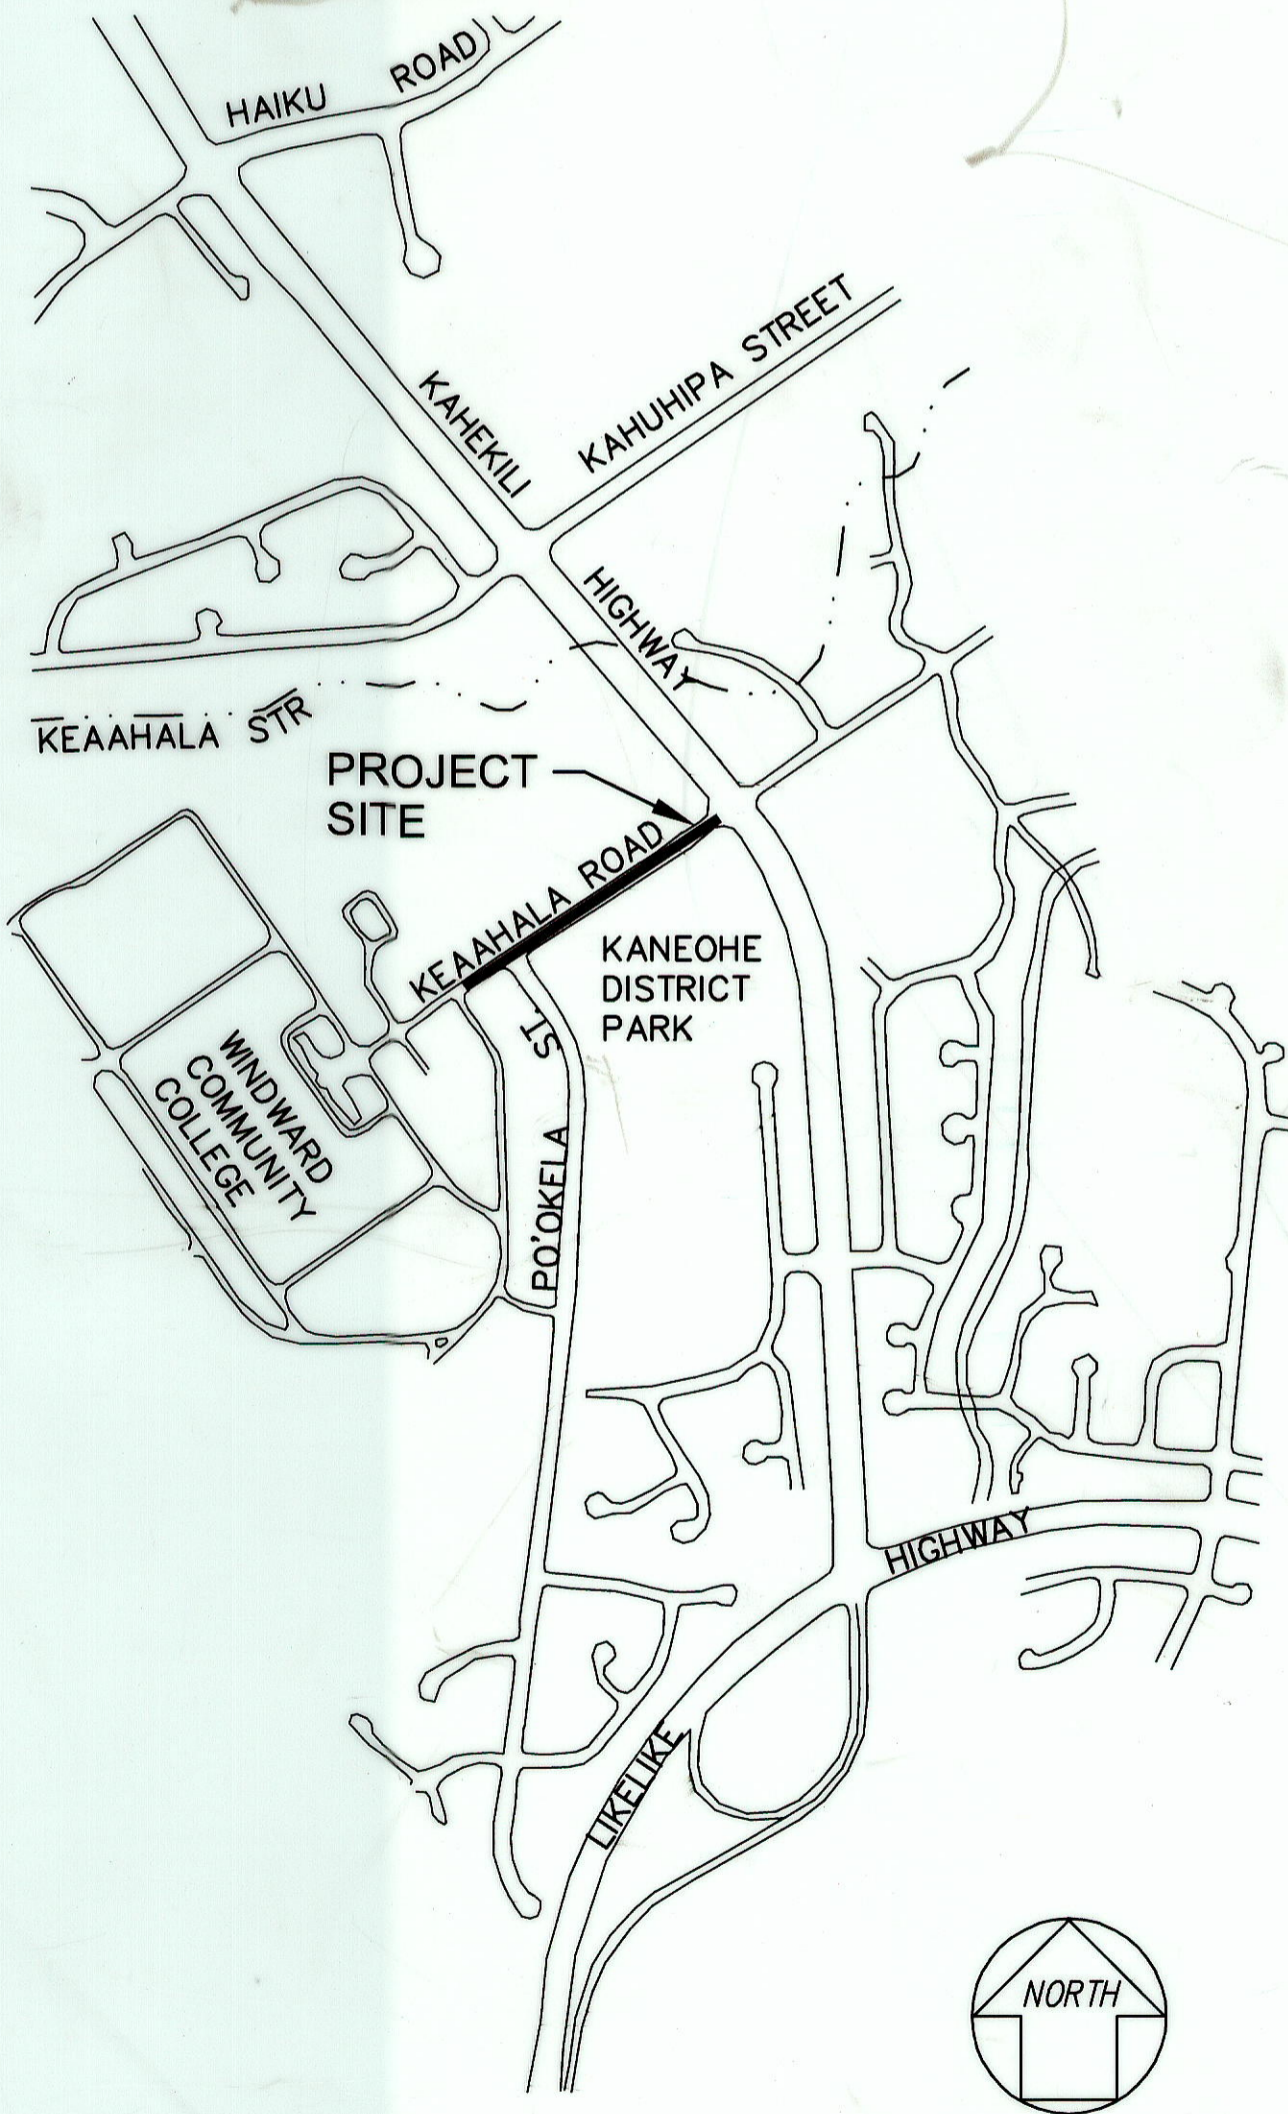 HAIKU ROAD
KAHUHIPA STREET
KAHEKILI
HIGHWAY
KEAAHALA STR
PROJECT
SITE
KEAAHALA ROAD
KANEOHE
DISTRICT
PARK
WINDWARD
COMMUNITY
COLLEGE
PO'OKELA ST.
LIKELIKE
HIGHWAY
NORTH